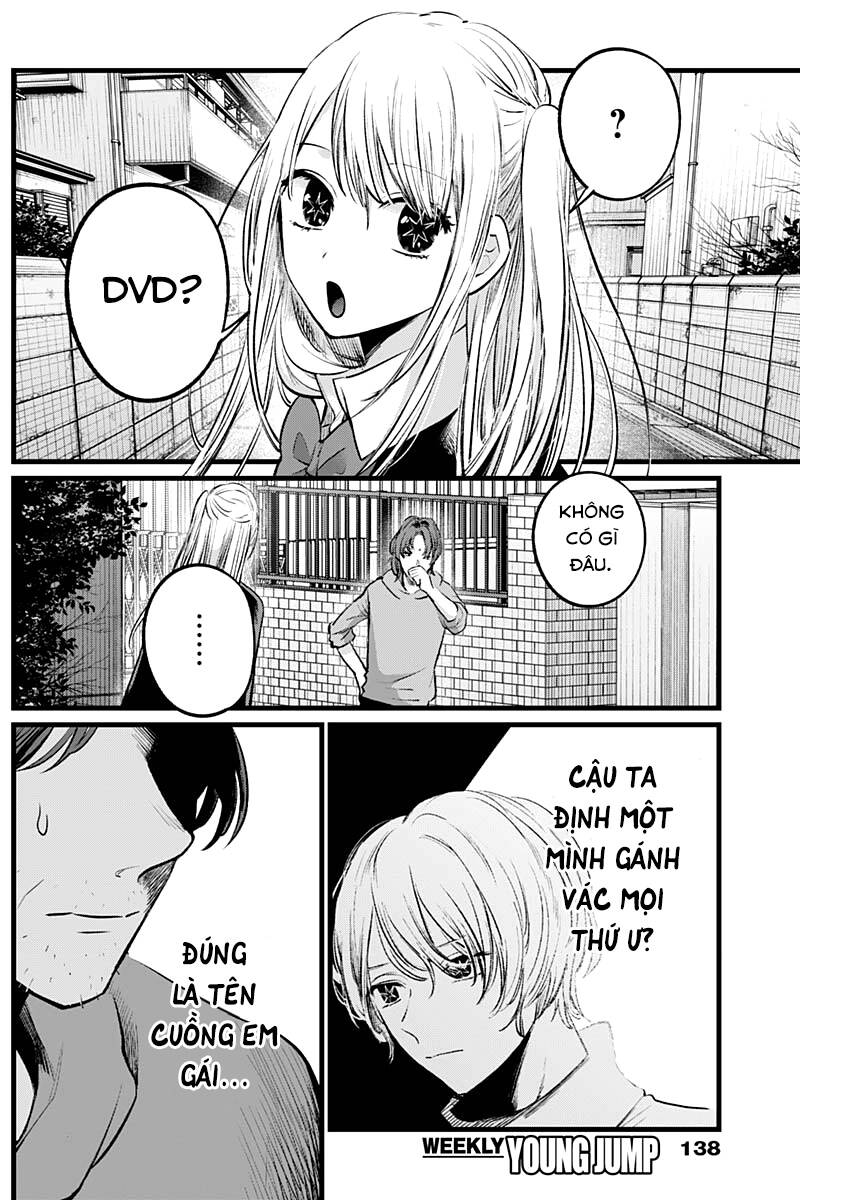 ?
DVD?
KHÔNG
CÓ GÌ
ĐÂU.
......
CẬU TA
ĐỊNH MỘT
MÌNH GÁNH
VÁC MỌI
THỨ Ư?
ĐÚNG
LÀ TÊN
CUỒNG EM
GÁI...
WEEKLY YOUNG JUMP 138